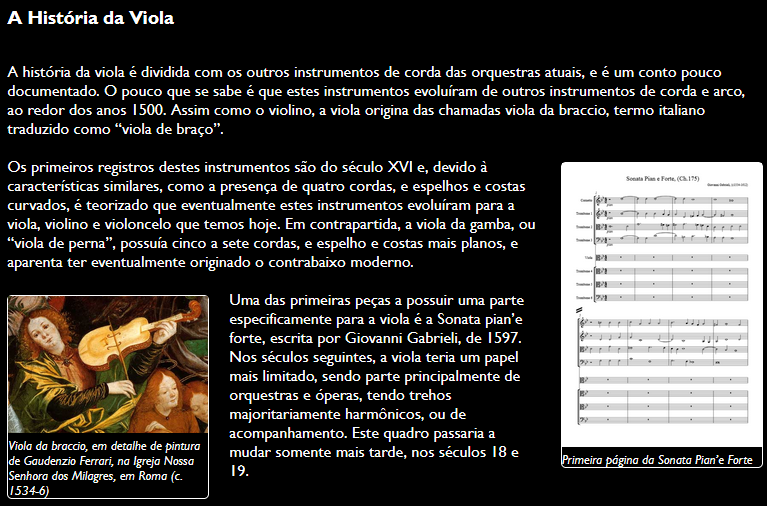 A História da Viola
A história da viola é dividida com os outros instrumentos de corda das orquestras atuais, e é um conto pouco
documentado. O pouco que se sabe é que estes instrumentos evoluíram de outros instrumentos de corda e arco,
ao redor dos anos 1500. Assim como o violino, a viola origina das chamadas viola da braccio, termo italiano
traduzido como “viola de braço”.
Os primeiros registros destes instrumentos são do século XVI e, devido à
características similares, como a presença de quatro cordas, e espelhos e costas
curvados, é teorizado que eventualmente estes instrumentos evoluíram para a
viola, violino e violoncelo que temos hoje. Em contrapartida, a viola da gamba, ou
“viola de perna”, possuía cinco a sete cordas, e espelho e costas mais planos, e
aparenta ter eventualmente originado o contrabaixo moderno.
Sonata Pian e Forte, (Ch.175)
Primeira página da Sonata Pian’e Forte
Uma das primeiras peças a possuir uma parte
especificamente para a viola é a Sonata pian’e
forte, escrita por Giovanni Gabrieli, de 1597.
Nos séculos seguintes, a viola teria um papel
mais limitado, sendo parte principalmente de
orquestras e óperas, tendo trehos
majoritariamente harmônicos, ou de
acompanhamento. Este quadro passaria a
mudar somente mais tarde, nos séculos 18 e
19.
Viola da braccio, em detalhe de pintura
de Gaudenzio Ferrari, na Igreja Nossa
Senhora dos Milagres, em Roma (c.
1534-6)